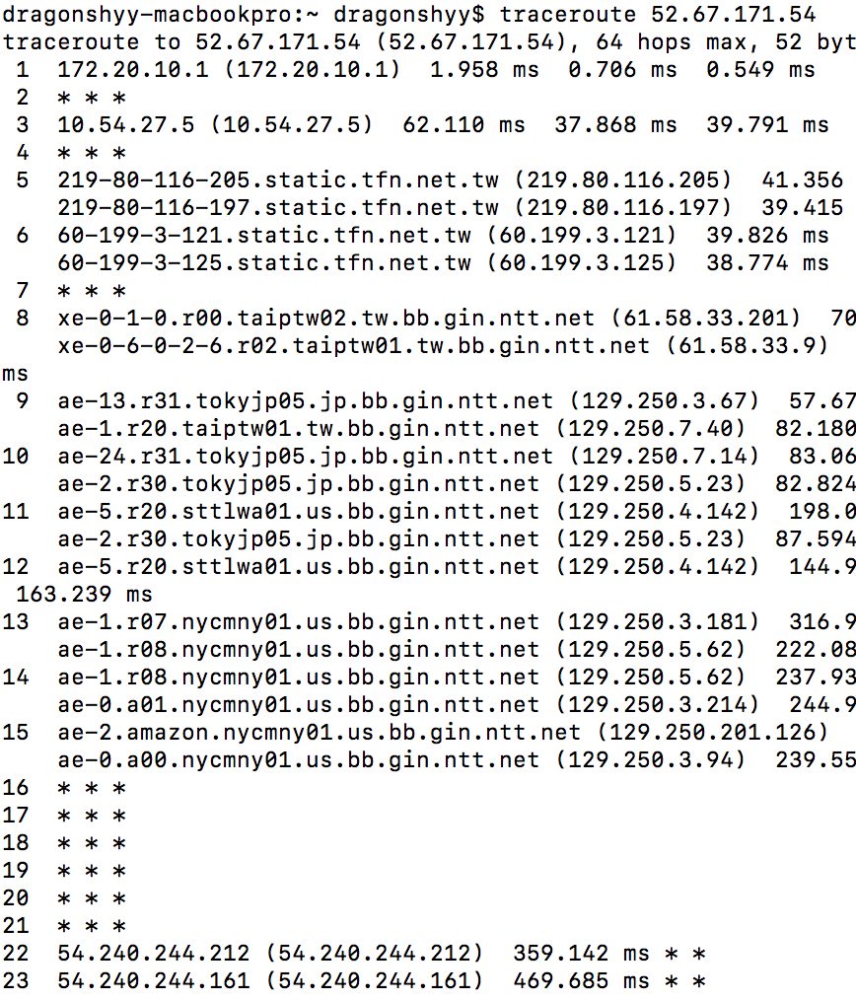 dragonshyy-macbookpro:~ dragonshyy$ traceroute 52.67.171.54
traceroute to 52.67.171.54 (52.67.171.54), 64 hops max, 52 byt
1 172.20.10.1 (172.20.10.1) 1.958 ms 0.706 ms 0.549 ms
2 * * *
3 10.54.27.5 (10.54.27.5) 62.110 ms 37.868 ms 39.791 ms
4 * * *
5 219-80-116-205.static.tfn.net.tw (219.80.116.205) 41.356
219-80-116-197.static.tfn.net.tw (219.80.116.197) 39.415
6 60-199-3-121.static.tfn.net.tw (60.199.3.121) 39.826 ms
60-199-3-125.static.tfn.net.tw (60.199.3.125) 38.774 ms
7 * * *
8 xe-0-1-0.r00.taiptw02.tw.bb.gin.ntt.net (61.58.33.201) 70
xe-0-6-0-2-6.r02.taiptw01.tw.bb.gin.ntt.net (61.58.33.9)
ms
9 ae-13.r31.tokyjp05.jp.bb.gin.ntt.net (129.250.3.67) 57.67
ae-1.r20.taiptw01.tw.bb.gin.ntt.net (129.250.7.40) 82.180
10 ae-24.r31.tokyjp05.jp.bb.gin.ntt.net (129.250.7.14) 83.06
ae-2.r30.tokyjp05.jp.bb.gin.ntt.net (129.250.5.23) 82.824
11 ae-5.r20.sttlwa01.us.bb.gin.ntt.net (129.250.4.142) 198.0
ae-2.r30.tokyjp05.jp.bb.gin.ntt.net (129.250.5.23) 87.594
12 ae-5.r20.sttlwa01.us.bb.gin.ntt.net (129.250.4.142) 144.9
163.239 ms
13 ae-1.r07.nycmny01.us.bb.gin.ntt.net (129.250.3.181) 316.9
ae-1.r08.nycmny01.us.bb.gin.ntt.net (129.250.5.62) 222.08
14 ae-1.r08.nycmny01.us.bb.gin.ntt.net (129.250.5.62) 237.93
ae-0.a01.nycmny01.us.bb.gin.ntt.net (129.250.3.214) 244.9
15 ae-2.amazon.nycmny01.us.bb.gin.ntt.net (129.250.201.126)
ae-0.a00.nycmny01.us.bb.gin.ntt.net (129.250.3.94) 239.55
16 * * *
17 * * *
18 * * *
19 * * *
20 * * *
21 * * *
22 54.240.244.212 (54.240.244.212) 359.142 ms * *
23 54.240.244.161 (54.240.244.161) 469.685 ms * *